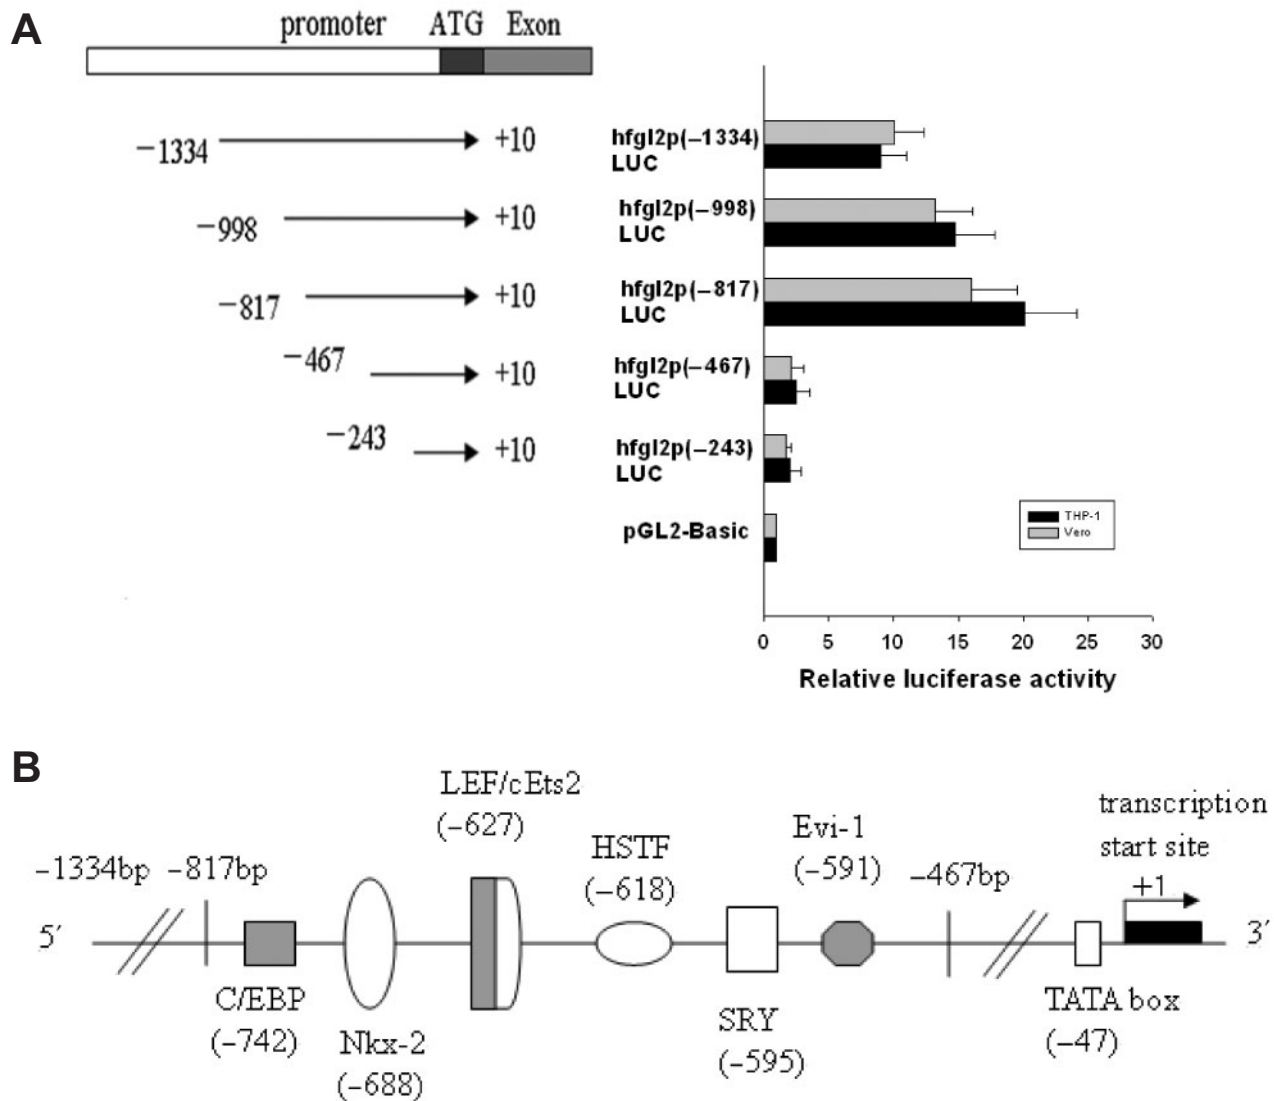 A
promoter ATG Exon
−1334 +10
−998 +10
−817 +10
−467 +10
−243 +10
hfgl2p(−1334)
LUC
hfgl2p(−998)
LUC
hfgl2p(−817)
LUC
hfgl2p(−467)
LUC
hfgl2p(−243)
LUC
pGL2-Basic
THP-1
Vero
0 5 10 15 20 25 30
Relative luciferase activity
B
LEF/cEts2
(−627)
HSTF
(−618)
Evi-1
(−591)
transcription
start site
+1
−1334bp −817bp
−467bp
5′ 3′
C/EBP
(−742)
Nkx-2
(−688)
SRY
(−595)
TATA box
(−47)